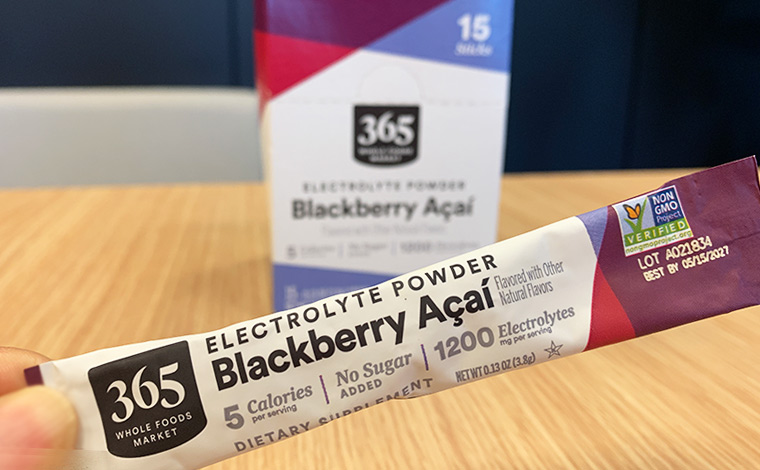 15
Sticks
365
WHOLE FOODS
MARKET
ELECTROLYTE POWDER
Blackberry Açaí
5 Calories
1200
ELECTROLYTE POWDER
Blackberry Açaí
Flavored with Other
Natural Flavors
365
WHOLE FOODS
MARKET
5 Calories
per serving
No Sugar
ADDED
1200 Electrolytes
mg per serving
DIETARY SUPPLEMENT
NET WT 0.13 OZ (3.8g)
NON
GMO
Project
VERIFIED
nongmoproject.org
LOT A021834
BEST BY 05/15/2027